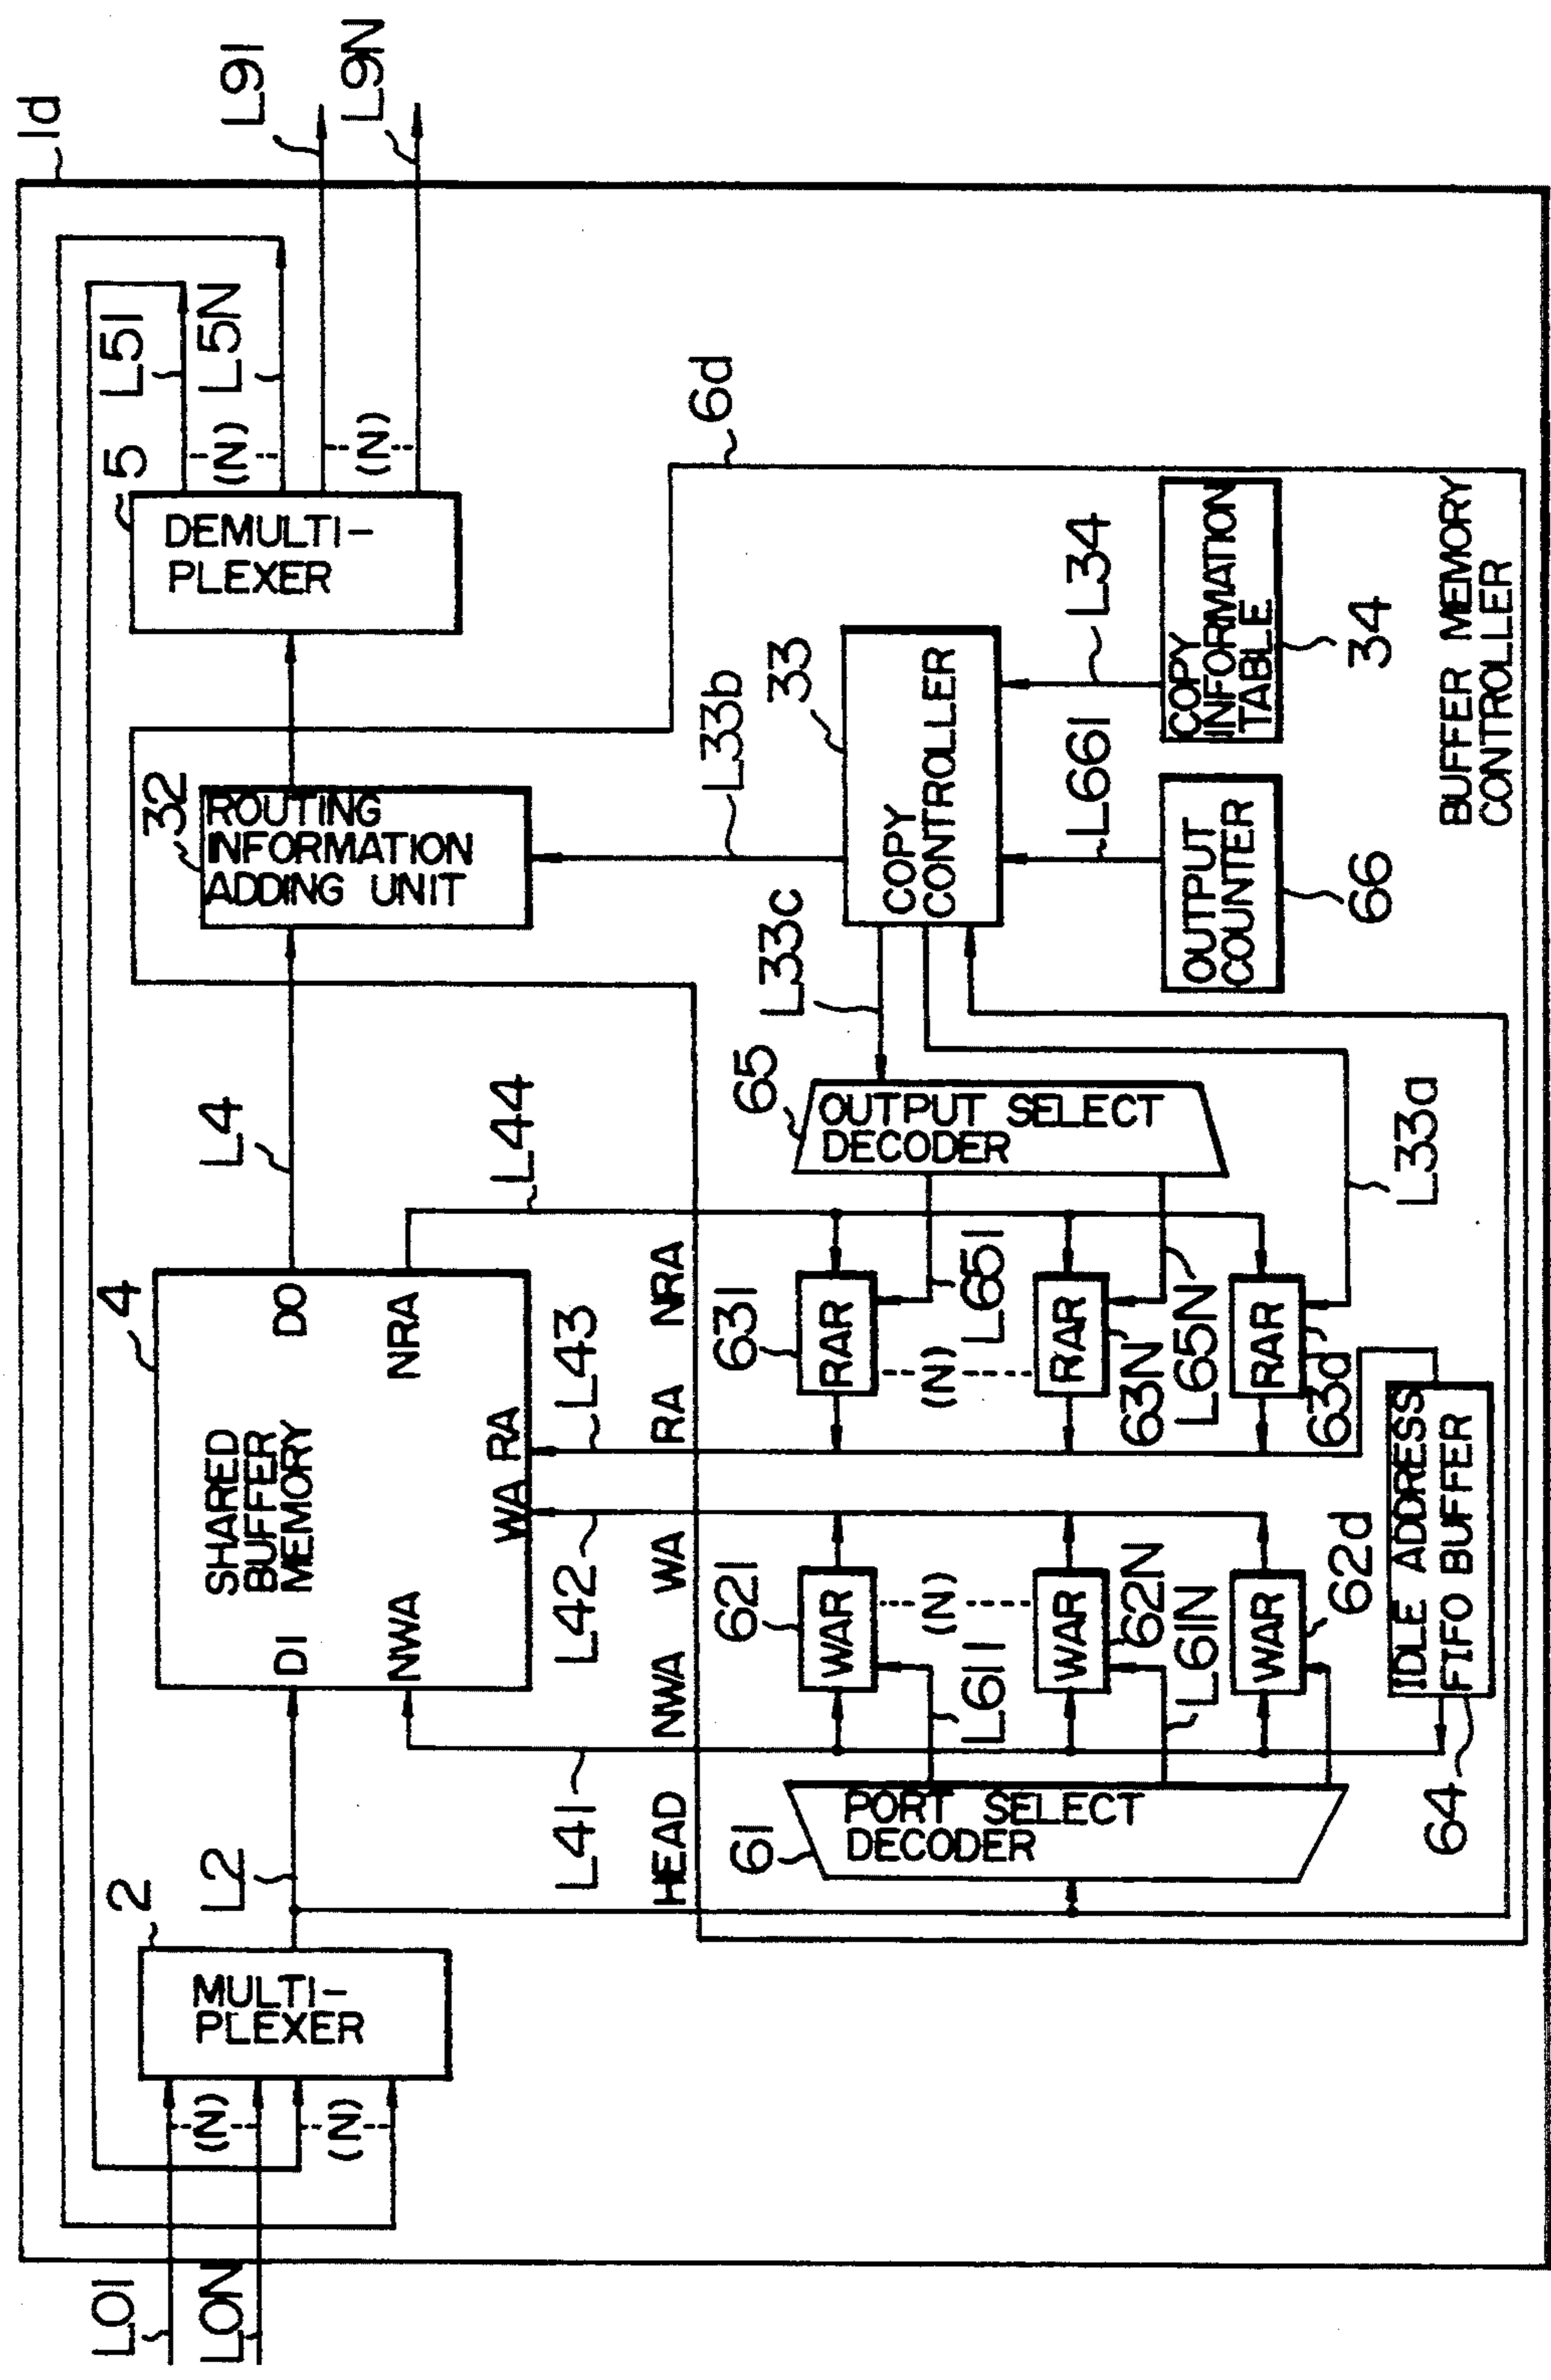 1d
L01
L0N
(N)
(N)
2
MULTI-
PLEXER
L2
4
SHARED
BUFFER
MEMORY
DI
DO
NWA
NRA
WA
RA
L4
32
ROUTING
INFORMATION
ADDING UNIT
5
DEMULTI-
PLEXER
L51
L5N
(N)
(N)
L91
L9N
L41
L42
L43
L44
HEAD
NWA
WA
RA
NRA
6d
61
PORT SELECT
DECODER
L611
L61N
621
WAR
(N)
62N
WAR
62d
WAR
631
RAR
(N)
63N
RAR
63d
RAR
L651
L65N
65
OUTPUT SELECT
DECODER
L33c
L33b
L33a
33
COPY
CONTROLLER
L661
L34
OUTPUT
COUNTER
66
COPY
INFORMATION
TABLE
34
IDLE ADDRESS
FIFO BUFFER
64
BUFFER MEMORY
CONTROLLER